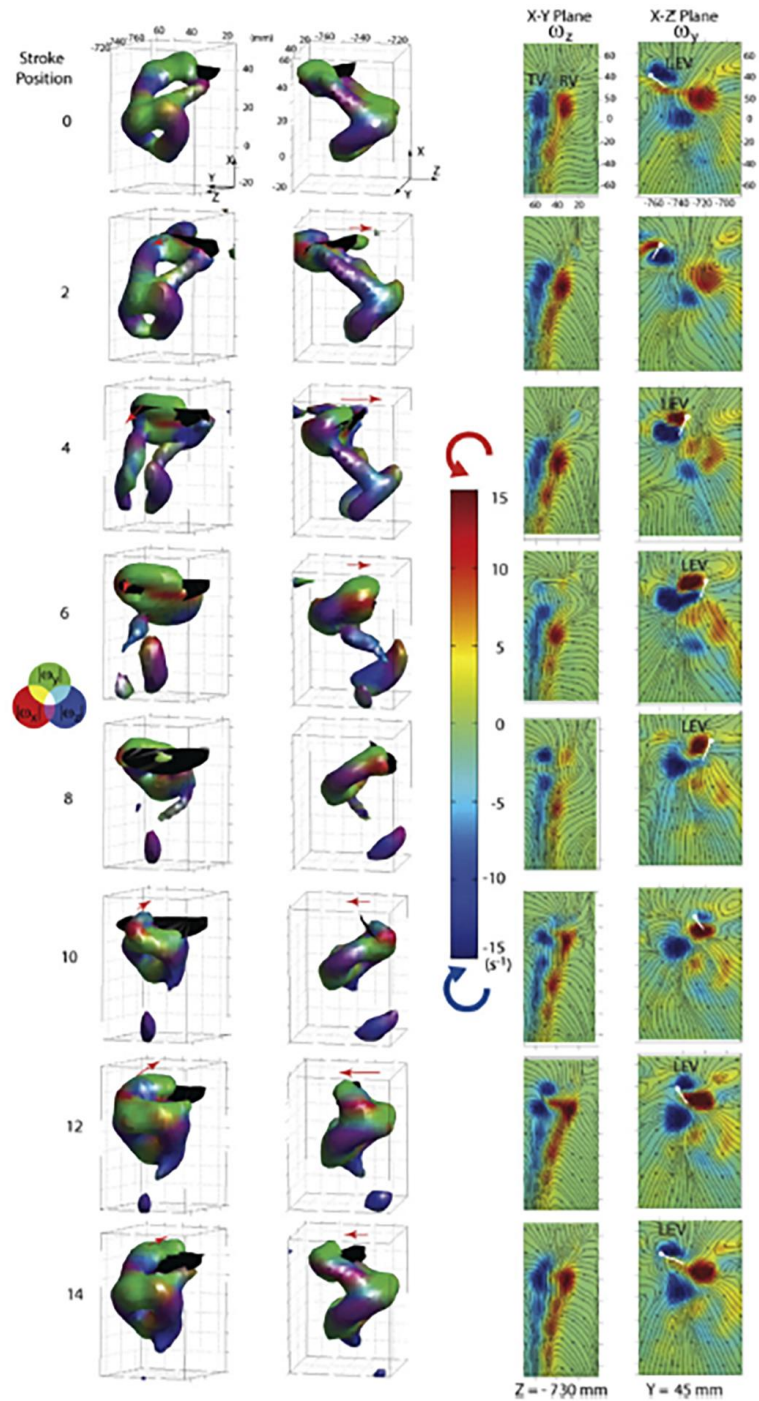 X-Y Plane
ω_z
X-Z Plane
ω_y
Stroke
Position
-720
-740
-760
60
40
20
(mm)
40
20
-760
-740
-720
40
20
0
-20
X
Y
Z
60
40
20
0
-20
X
Z
Y
0
TV
RV
60
40
20
0
-20
-40
-60
60
40
20
LEV
60
40
20
0
-20
-40
-60
-760
-740
-720
-700
2
4
LEV
15
10
5
0
-5
-10
-15
(s⁻¹)
6
LEV
|ω_y|
|ω_x|
8
LEV
10
12
LEV
14
LEV
Z = -730 mm
Y = 45 mm